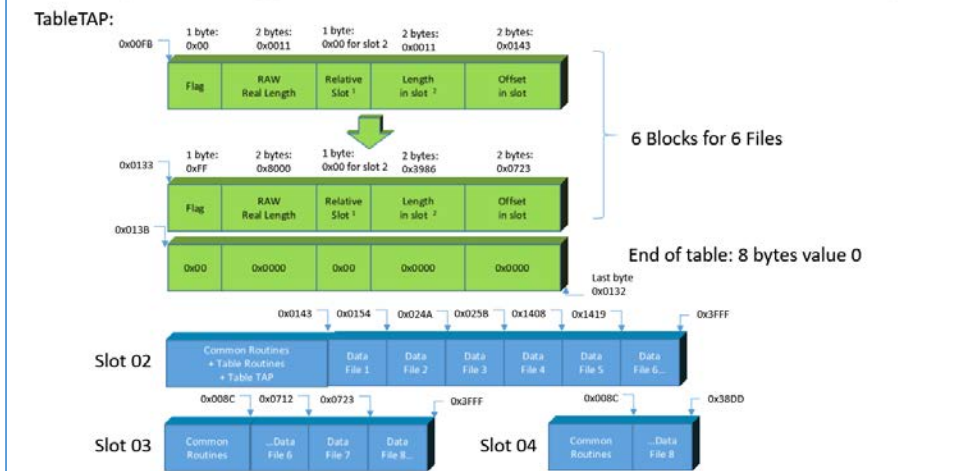 TableTAP:
1 byte: 2 bytes: 1 byte: 2 bytes: 2 bytes:
0x00FB 0x00 0x0011 0x00 for slot 2 0x0011 0x0143
Flag RAW Real Length Relative Slot 1 Length in slot 2 Offset in slot
6 Blocks for 6 Files
1 byte: 2 bytes: 1 byte: 2 bytes: 2 bytes:
0x0133 0xFF 0x8000 0x00 for slot 2 0x3986 0x0723
Flag RAW Real Length Relative Slot 1 Length in slot 2 Offset in slot
0x013B
0x00 0x0000 0x00 0x0000 0x0000
End of table: 8 bytes value 0
Last byte
0x0132
0x0143 0x0154 0x024A 0x025B 0x1408 0x1419 0x3FFF
Slot 02
Common Routines
+ Table Routines
+ Table TAP
Data File 1
Data File 2
Data File 3
Data File 4
Data File 5
Data File 6...
0x008C 0x0712 0x0723 0x3FFF
Slot 03
Common Routines
...Data File 6
Data File 7
Data File 8...
0x008C 0x38DD
Slot 04
Common Routines
...Data File 8